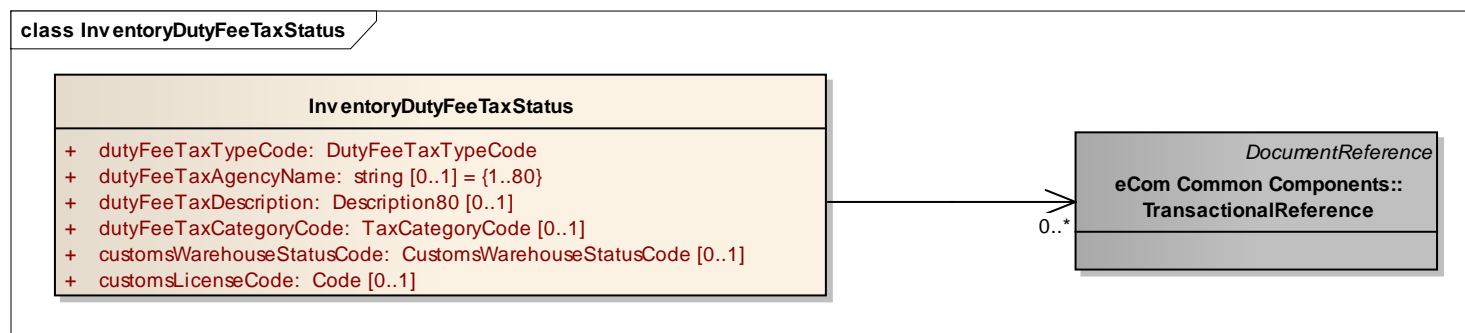 class InventoryDutyFeeTaxStatus
InventoryDutyFeeTaxStatus
+ dutyFeeTaxTypeCode: DutyFeeTaxTypeCode
+ dutyFeeTaxAgencyName: string [0..1] = {1..80}
+ dutyFeeTaxDescription: Description80 [0..1]
+ dutyFeeTaxCategoryCode: TaxCategoryCode [0..1]
+ customsWarehouseStatusCode: CustomsWarehouseStatusCode [0..1]
+ customsLicenseCode: Code [0..1]
0..*
DocumentReference
eCom Common Components::
TransactionalReference